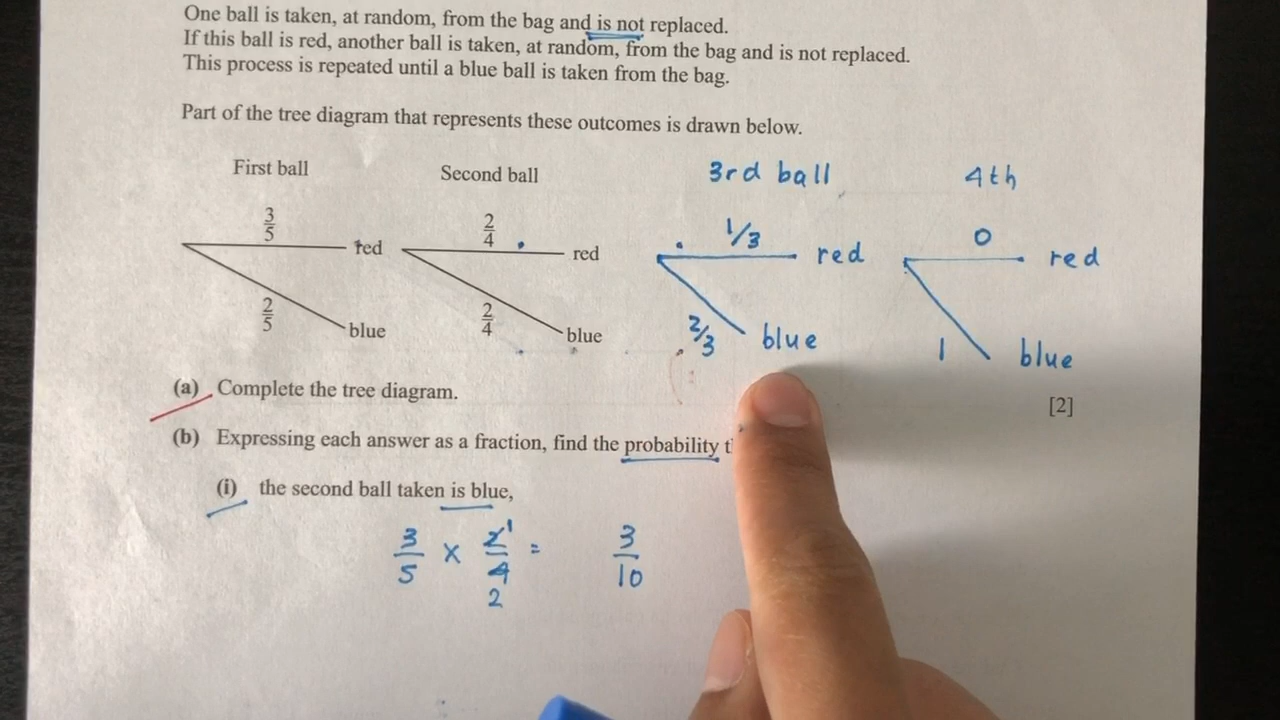 One ball is taken, at random, from the bag and is not replaced.
If this ball is red, another ball is taken, at random, from the bag and is not replaced.
This process is repeated until a blue ball is taken from the bag.
Part of the tree diagram that represents these outcomes is drawn below.
First ball Second ball 3rd ball 4th
3/5 2/4 1/3 0
red red red red
2/5 2/4 2/3 1
blue blue blue blue
(a) Complete the tree diagram.
[2]
(b) Expressing each answer as a fraction, find the probability
(i) the second ball taken is blue,
3/5 x 2/4 = 3/10
1
2